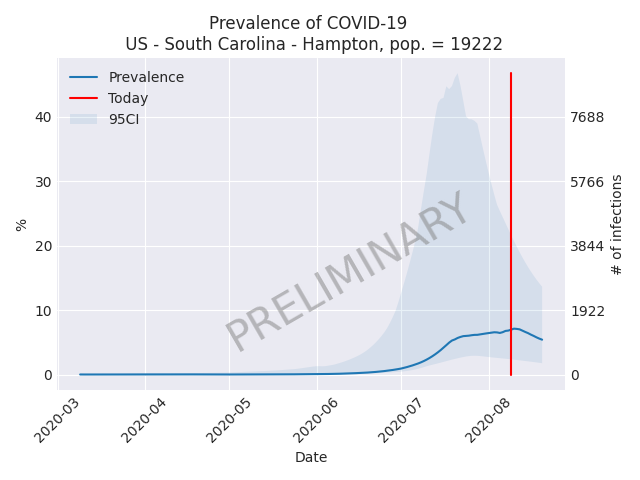 Prevalence of COVID-19
US - South Carolina - Hampton, pop. = 19222
Prevalence
Today
95CI
PRELIMINARY
%
40
30
20
10
0
7688
5766
3844
1922
0
# of infections
2020-03
2020-04
2020-05
2020-06
2020-07
2020-08
Date